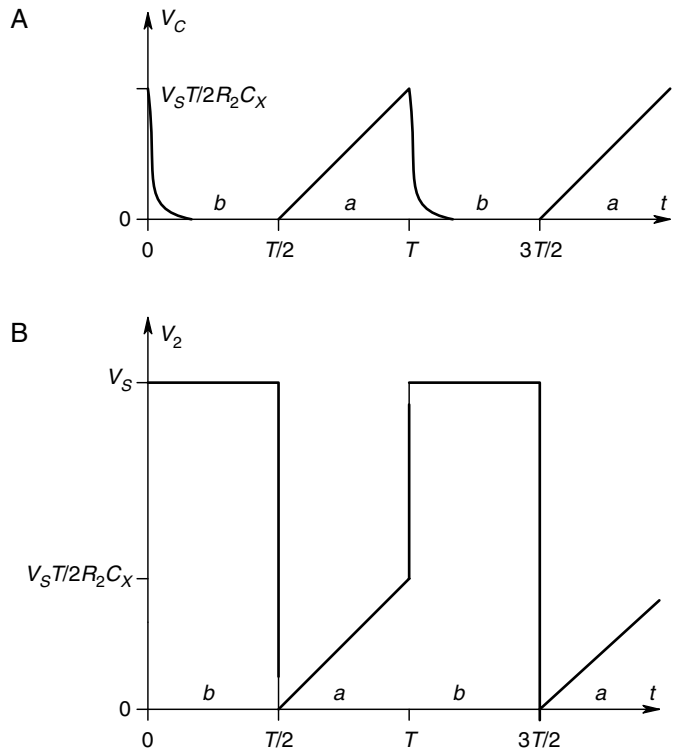 A
V_C
V_ST/2R_2C_X
b
a
b
a
t
0
0
T/2
T
3T/2
B
V_2
V_S
V_ST/2R_2C_X
b
a
b
a
t
0
0
T/2
T
3T/2